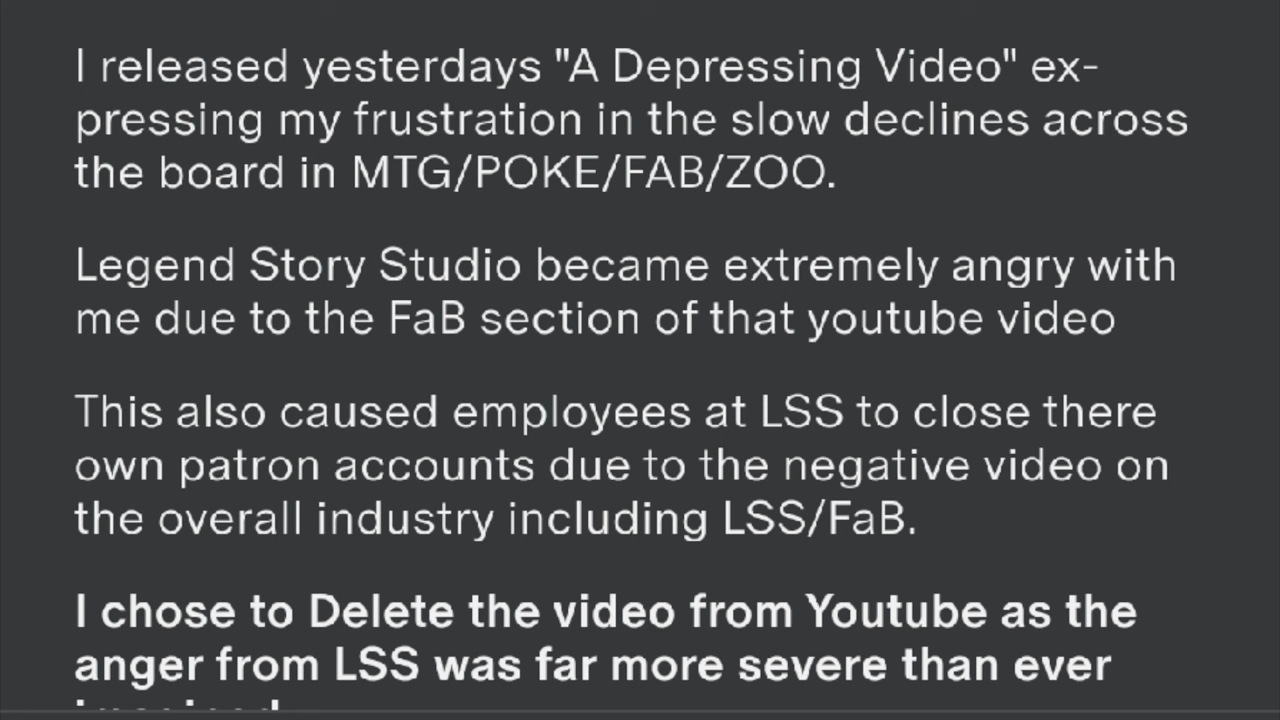 I released yesterdays "A Depressing Video" ex-
pressing my frustration in the slow declines across
the board in MTG/POKE/FAB/ZOO.
Legend Story Studio became extremely angry with
me due to the FaB section of that youtube video
This also caused employees at LSS to close there
own patron accounts due to the negative video on
the overall industry including LSS/FaB.
I chose to Delete the video from Youtube as the
anger from LSS was far more severe than ever